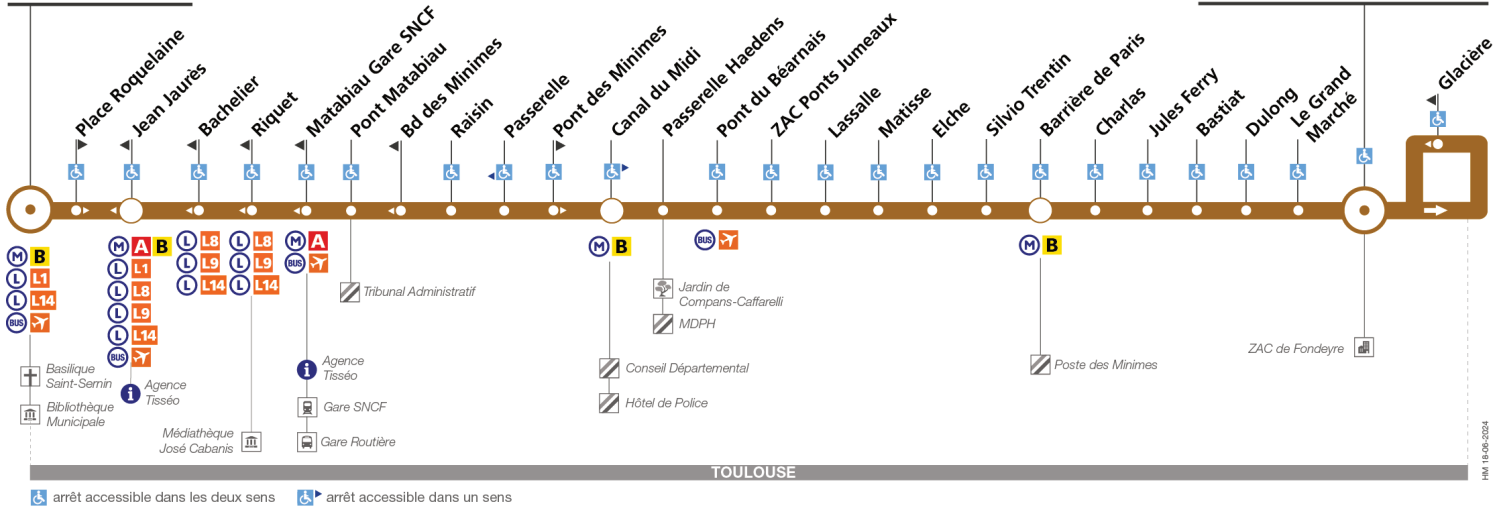 Place Roquelaine
Jean Jaurès
Bachelier
Riquet
Matabiau Gare SNCF
Pont Matabiau
Bd des Minimes
Raisin
Passerelle
Pont des Minimes
Canal du Midi
Passerelle Haedens
Pont du Béarnais
ZAC Ponts Jumeaux
Lassalle
Matisse
Elche
Silvio Trentin
Barrière de Paris
Charlas
Jules Ferry
Bastiat
Dulong
Le Grand
Marché
Glacière
M B
L L1
L L14
BUS
Basilique
Saint-Sernin
Bibliothèque
Municipale
M A B
L L1
L L8
L L9
L L14
BUS
i Agence
Tisséo
L L8
L L9
L L14
L L8
L L9
L L14
Médiathèque
José Cabanis
M A
BUS
i Agence
Tisséo
Gare SNCF
Gare Routière
Tribunal Administratif
M B
Conseil Départemental
Hôtel de Police
Jardin de
Compans-Caffarelli
MDPH
BUS
M B
Poste des Minimes
ZAC de Fondeyre
HM 18-06-2024
TOULOUSE
arrêt accessible dans les deux sens
arrêt accessible dans un sens